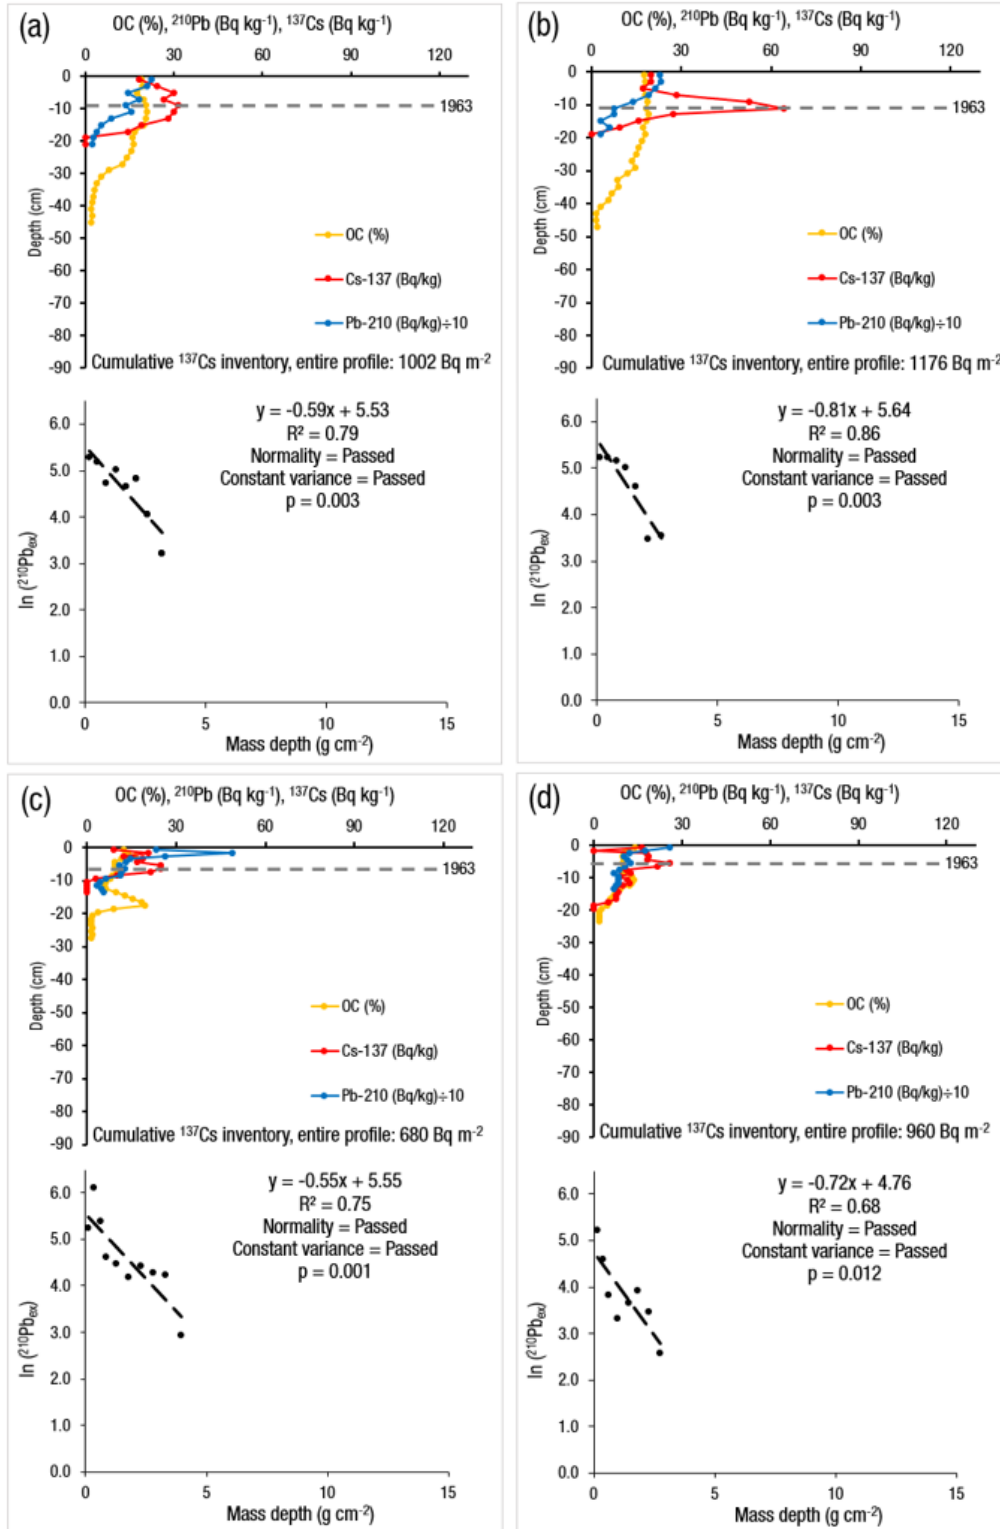 (a)
OC (%), ²¹⁰Pb (Bq kg⁻¹), ¹³⁷Cs (Bq kg⁻¹)
0 30 60 90 120
0
-10
-20
-30
-40
-50
-60
-70
-80
-90
Depth (cm)
1963
OC (%)
Cs-137 (Bq/kg)
Pb-210 (Bq/kg)÷10
Cumulative ¹³⁷Cs inventory, entire profile: 1002 Bq m⁻²
y = -0.59x + 5.53
R² = 0.79
Normality = Passed
Constant variance = Passed
p = 0.003
6.0
5.0
4.0
3.0
2.0
1.0
0.0
ln (²¹⁰Pbₑₓ)
0 5 10 15
Mass depth (g cm⁻²)
(b)
OC (%), ²¹⁰Pb (Bq kg⁻¹), ¹³⁷Cs (Bq kg⁻¹)
0 30 60 90 120
0
-10
-20
-30
-40
-50
-60
-70
-80
-90
Depth (cm)
1963
OC (%)
Cs-137 (Bq/kg)
Pb-210 (Bq/kg)÷10
Cumulative ¹³⁷Cs inventory, entire profile: 1176 Bq m⁻²
y = -0.81x + 5.64
R² = 0.86
Normality = Passed
Constant variance = Passed
p = 0.003
6.0
5.0
4.0
3.0
2.0
1.0
0.0
ln (²¹⁰Pbₑₓ)
0 5 10 15
Mass depth (g cm⁻²)
(c)
OC (%), ²¹⁰Pb (Bq kg⁻¹), ¹³⁷Cs (Bq kg⁻¹)
0 30 60 90 120
0
-10
-20
-30
-40
-50
-60
-70
-80
-90
Depth (cm)
1963
OC (%)
Cs-137 (Bq/kg)
Pb-210 (Bq/kg)÷10
Cumulative ¹³⁷Cs inventory, entire profile: 680 Bq m⁻²
y = -0.55x + 5.55
R² = 0.75
Normality = Passed
Constant variance = Passed
p = 0.001
6.0
5.0
4.0
3.0
2.0
1.0
0.0
ln (²¹⁰Pbₑₓ)
0 5 10 15
Mass depth (g cm⁻²)
(d)
OC (%), ²¹⁰Pb (Bq kg⁻¹), ¹³⁷Cs (Bq kg⁻¹)
0 30 60 90 120
0
-10
-20
-30
-40
-50
-60
-70
-80
-90
Depth (cm)
1963
OC (%)
Cs-137 (Bq/kg)
Pb-210 (Bq/kg)÷10
Cumulative ¹³⁷Cs inventory, entire profile: 960 Bq m⁻²
y = -0.72x + 4.76
R² = 0.68
Normality = Passed
Constant variance = Passed
p = 0.012
6.0
5.0
4.0
3.0
2.0
1.0
0.0
ln (²¹⁰Pbₑₓ)
0 5 10 15
Mass depth (g cm⁻²)